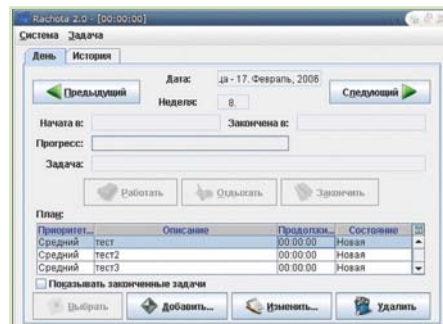 Rachota 2.0 - [00:00:00]
Система Задача
День История
Предыдущий
Дата: ца - 17. Февраль, 2006
Неделя: 8.
Следующий
Начата в: Закончена в:
Прогресс:
Задача:
Работать Отдыхать Закончить
План:
Приоритет... Описание Продолжи... Состояние
Средний тест 00:00:00 Новая
Средний тест2 00:00:00 Новая
Средний тест3 00:00:00 Новая
Показывать законченные задачи
Выбрать Добавить... Изменить... Удалить